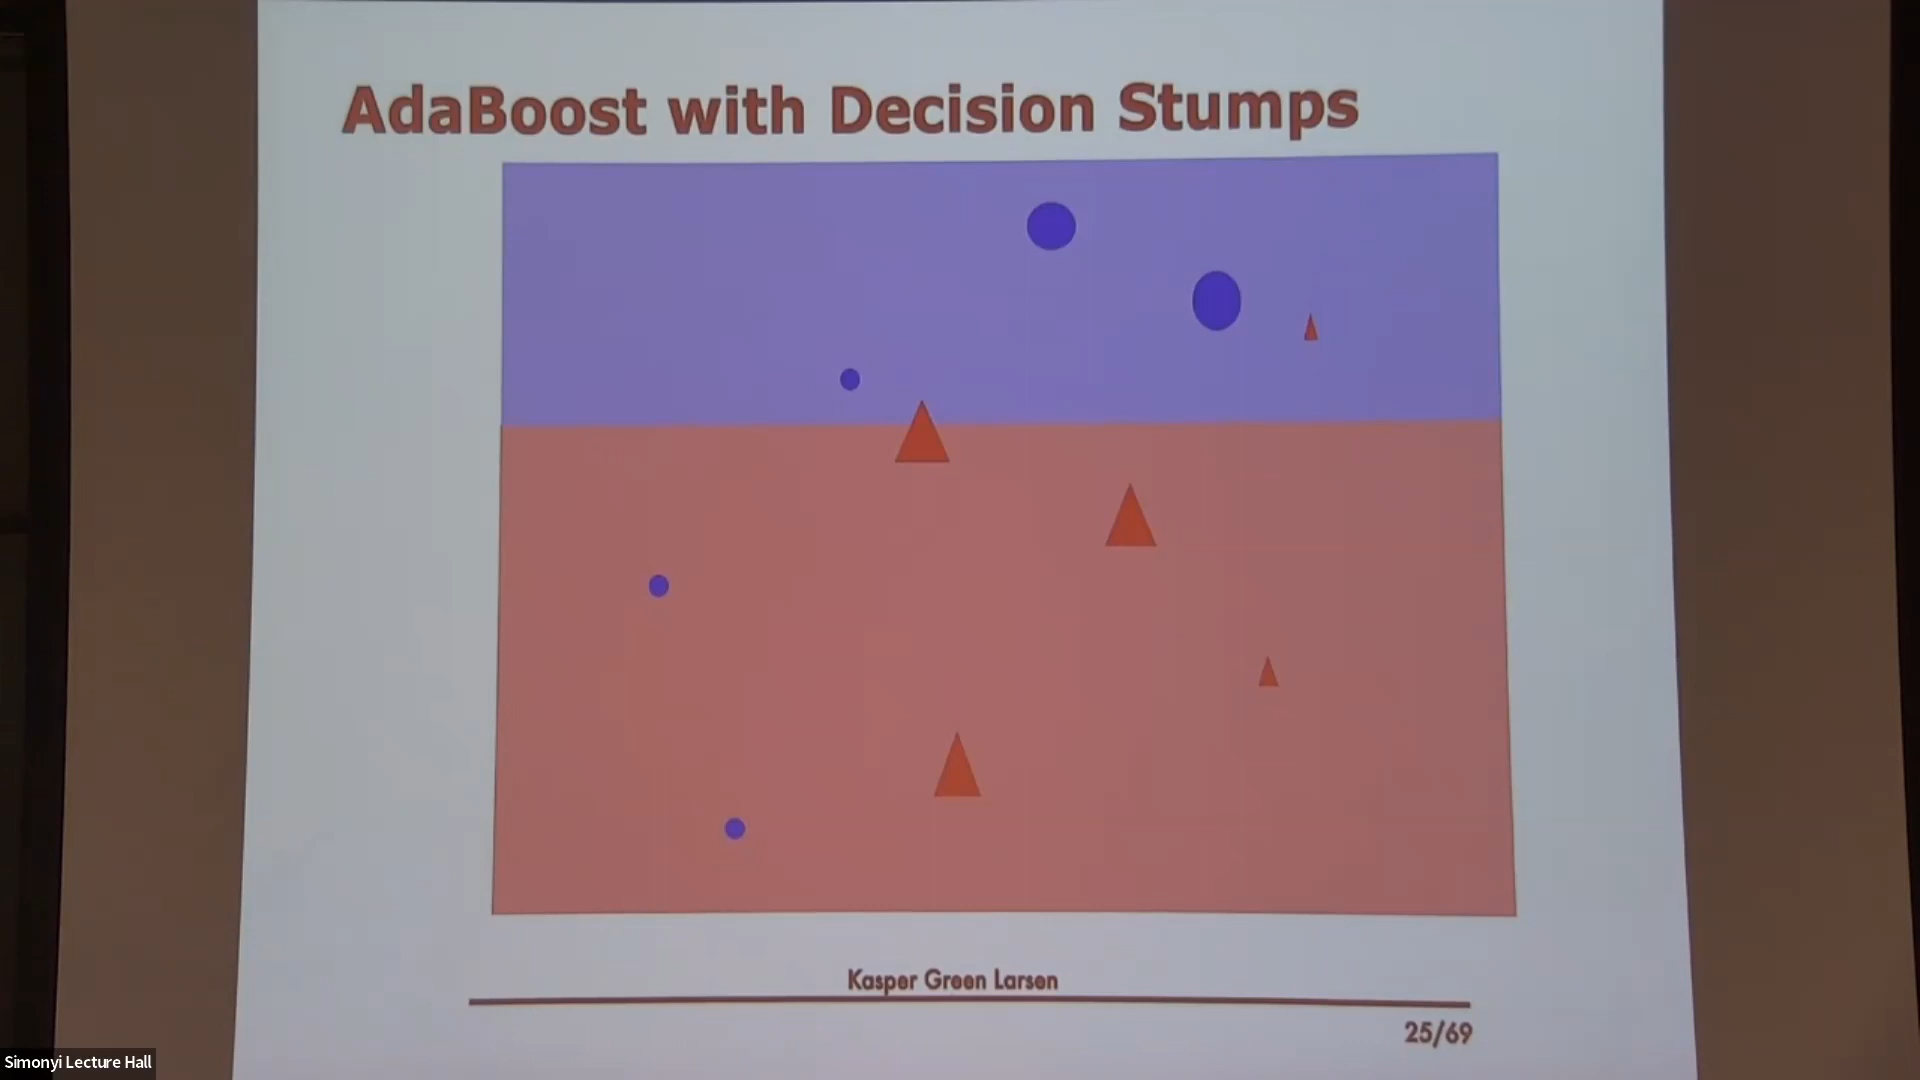 AdaBoost with Decision Stumps
Kasper Green Larsen
25/69
Simonyi Lecture Hall